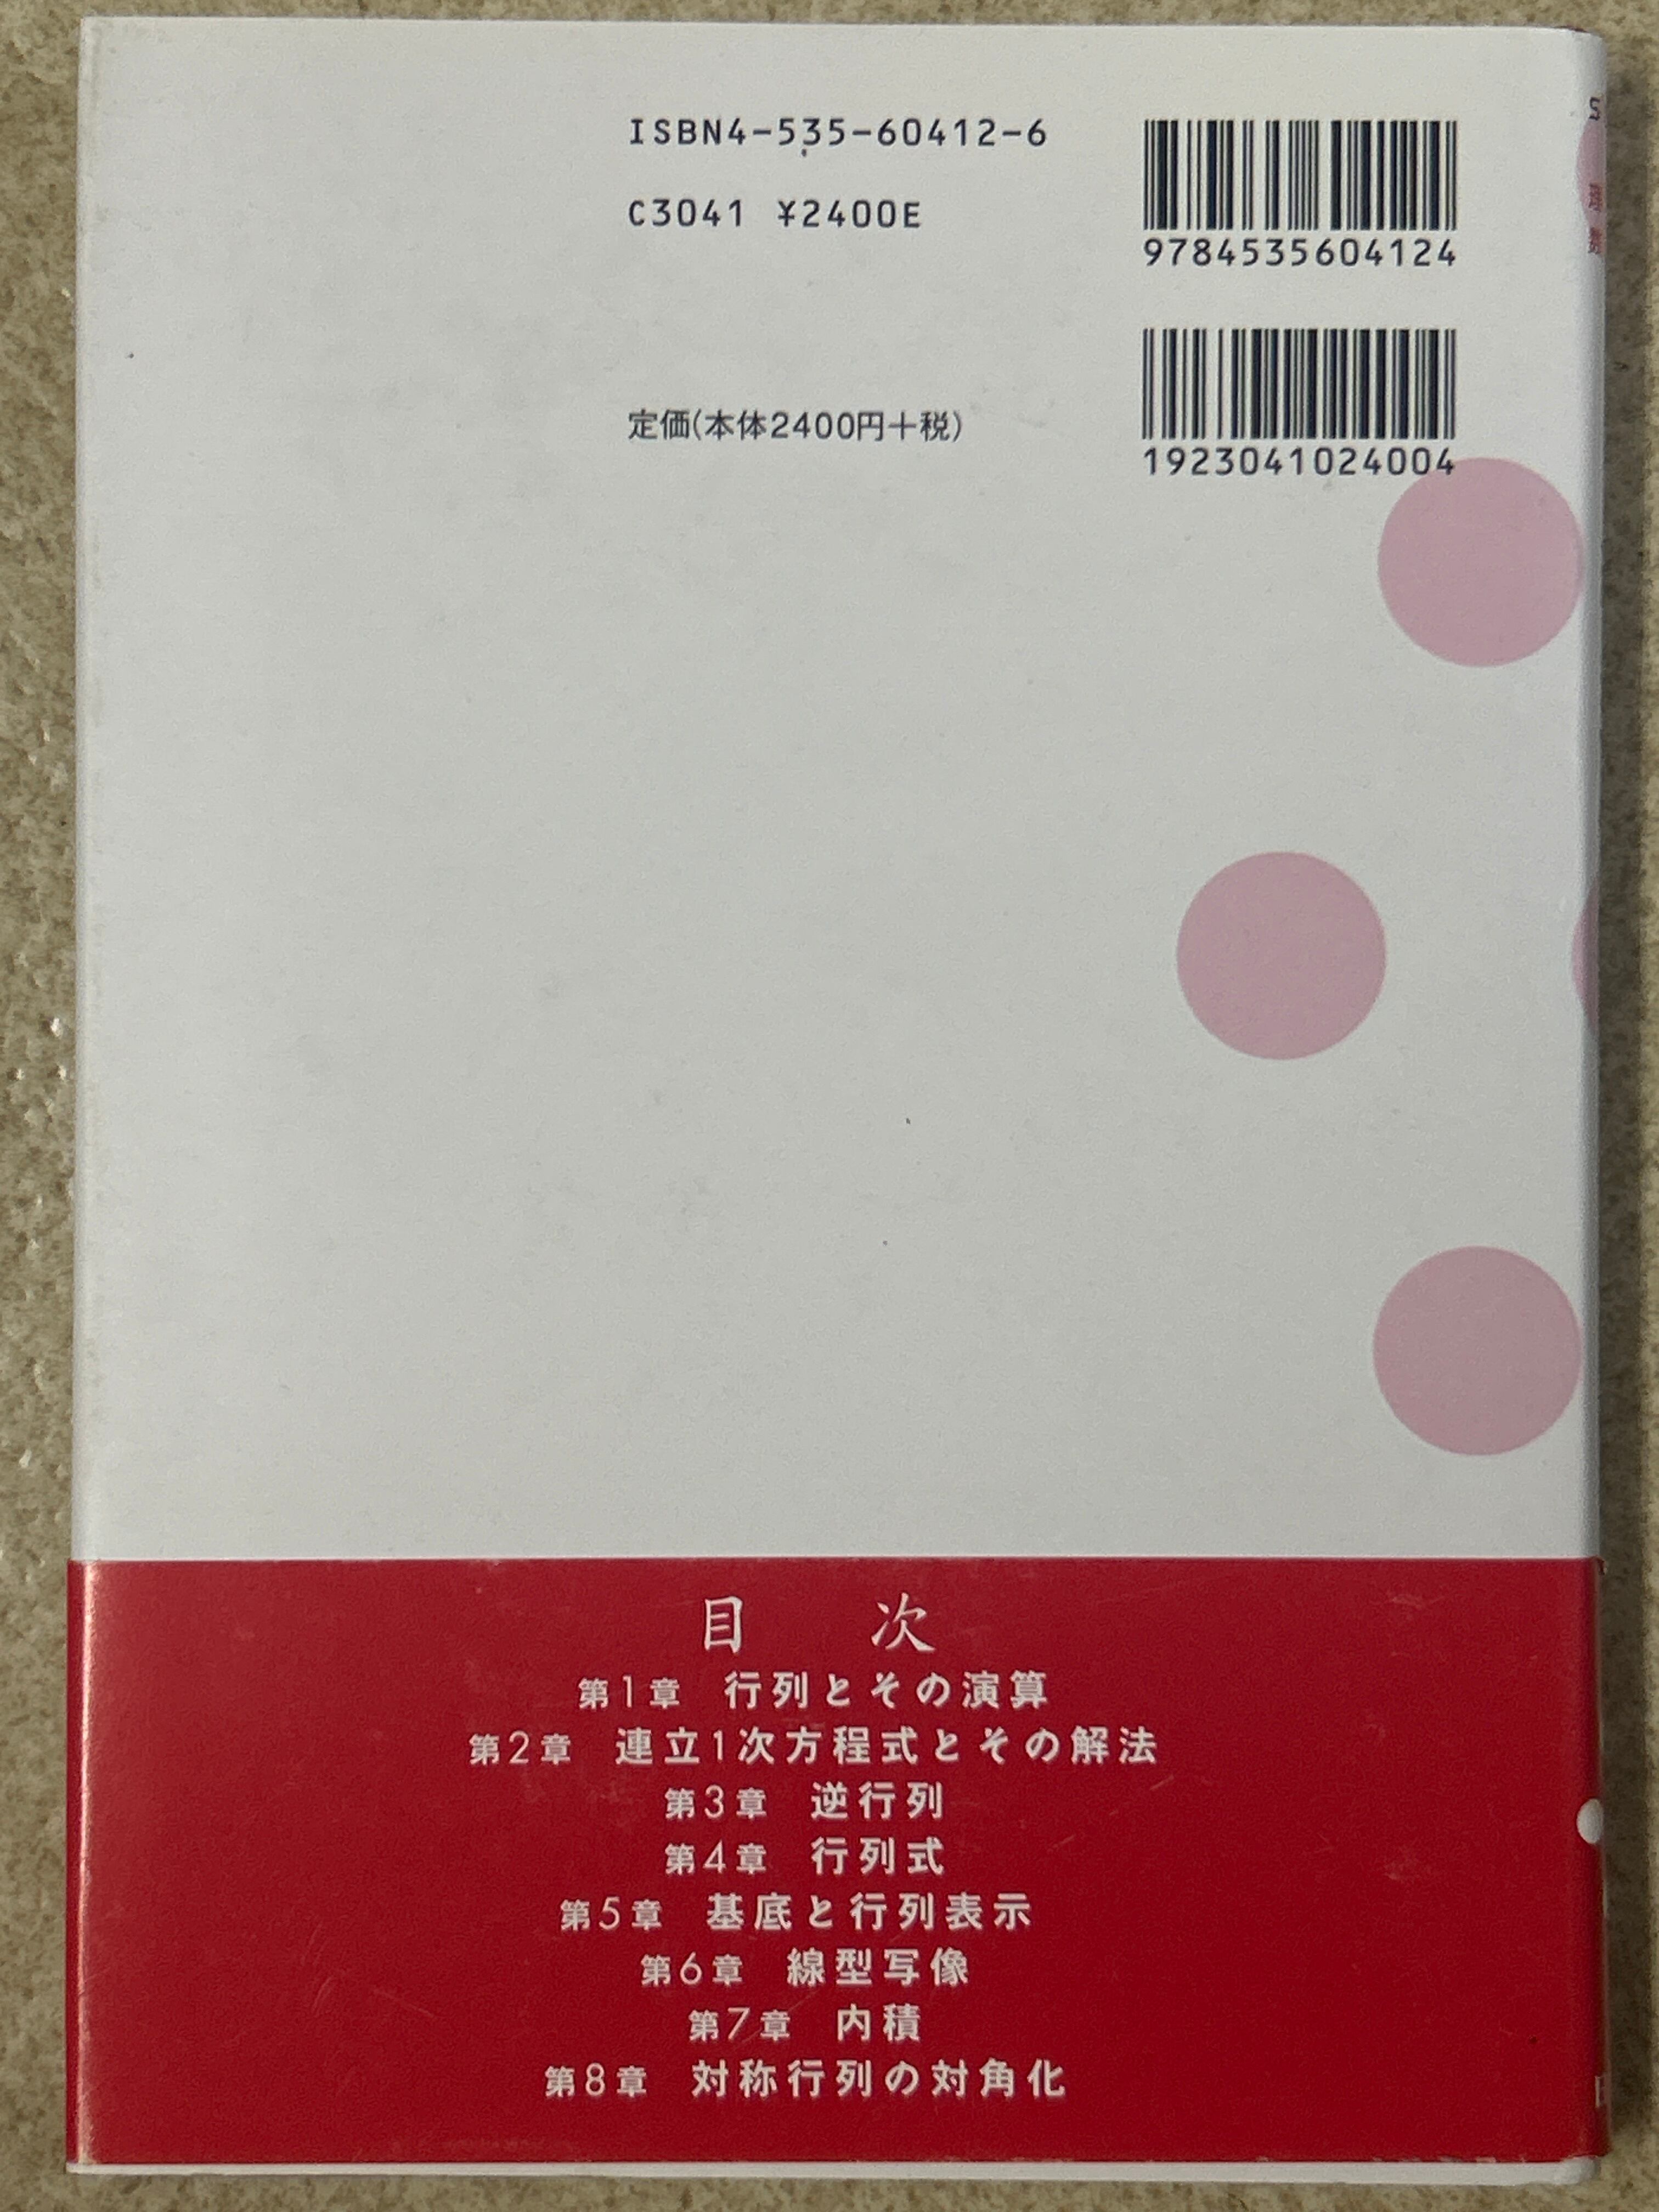 ISBN4-535-60412-6
C3041 ¥2400E
9784535604124
定価(本体2400円+税)
1923041024004
目 次
第1章 行列とその演算
第2章 連立1次方程式とその解法
第3章 逆行列
第4章 行列式
第5章 基底と行列表示
第6章 線型写像
第7章 内積
第8章 対称行列の対角化